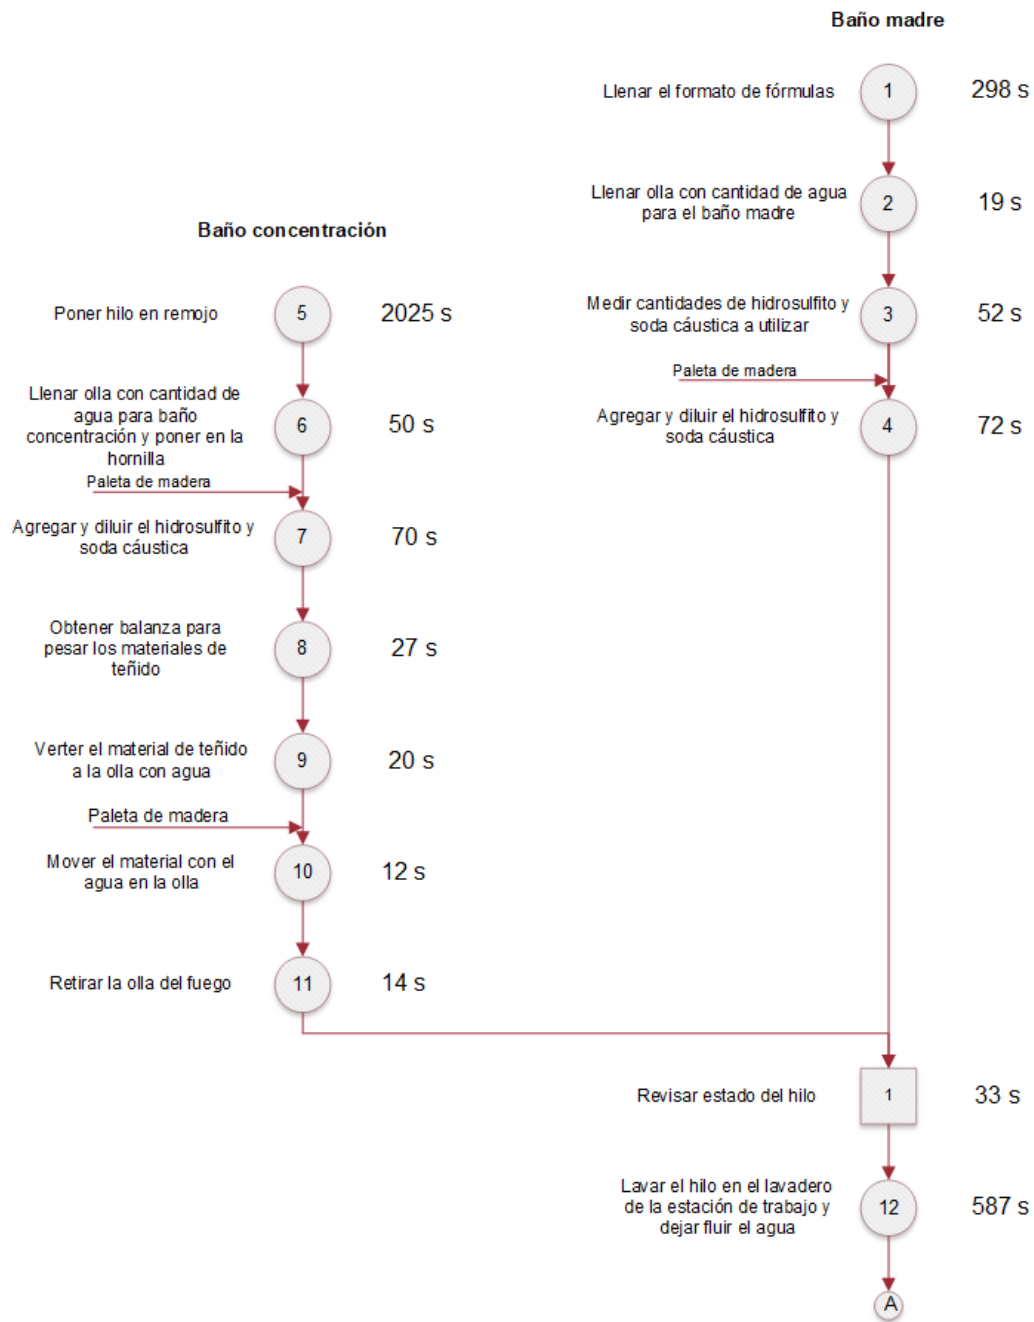 Baño madre
Llenar el formato de fórmulas
1
298 s
Llenar olla con cantidad de agua
para el baño madre
2
19 s
Medir cantidades de hidrosulfito y
soda cáustica a utilizar
3
52 s
Paleta de madera
Agregar y diluir el hidrosulfito y
soda cáustica
4
72 s
Baño concentración
Poner hilo en remojo
5
2025 s
Llenar olla con cantidad de
agua para baño
concentración y poner en la
hornilla
6
50 s
Paleta de madera
Agregar y diluir el hidrosulfito y
soda cáustica
7
70 s
Obtener balanza para
pesar los materiales de
teñido
8
27 s
Verter el material de teñido
a la olla con agua
9
20 s
Paleta de madera
Mover el material con el
agua en la olla
10
12 s
Retirar la olla del fuego
11
14 s
Revisar estado del hilo
1
33 s
Lavar el hilo en el lavadero
de la estación de trabajo y
dejar fluir el agua
12
587 s
A